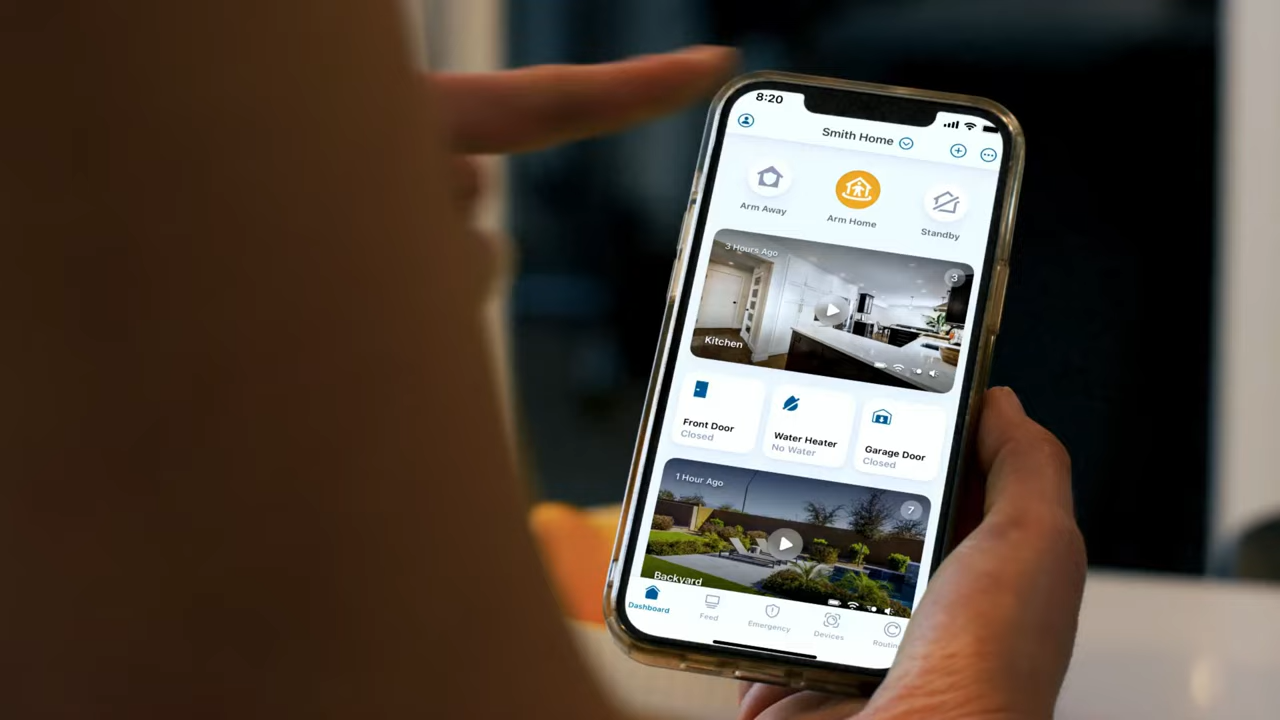 8:20
Smith Home
Arm Away
Arm Home
Standby
3 Hours Ago
3
Kitchen
Front Door
Closed
Water Heater
No Water
Garage Door
Closed
1 Hour Ago
7
Backyard
Dashboard
Feed
Emergency
Devices
Routin